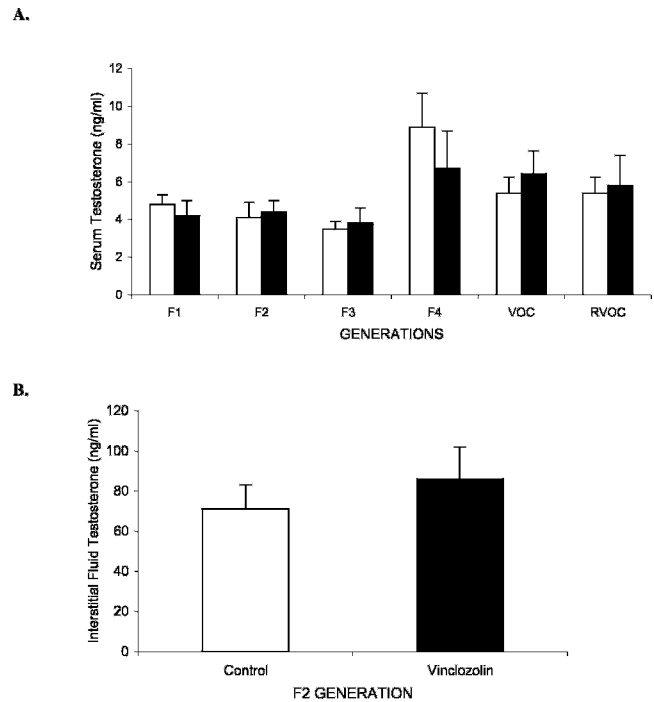 A.
Serum Testosterone (ng/ml)
12
10
8
6
4
2
0
F1 F2 F3 F4 VOC RVOC
GENERATIONS
B.
Interstitial Fluid Testosterone (ng/ml)
120
100
80
60
40
20
0
Control Vinclozolin
F2 GENERATION